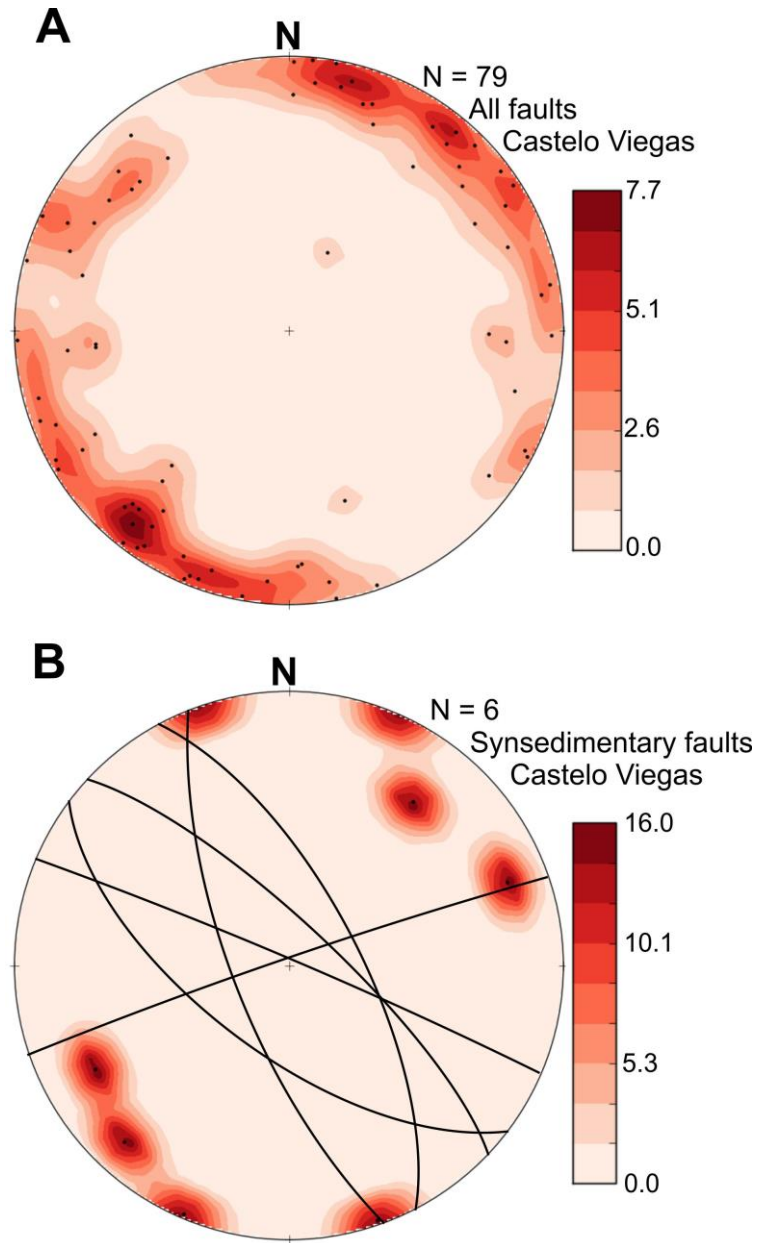 A
N
N = 79
All faults
Castelo Viegas
7.7
5.1
2.6
0.0
B
N
N = 6
Synsedimentary faults
Castelo Viegas
16.0
10.1
5.3
0.0